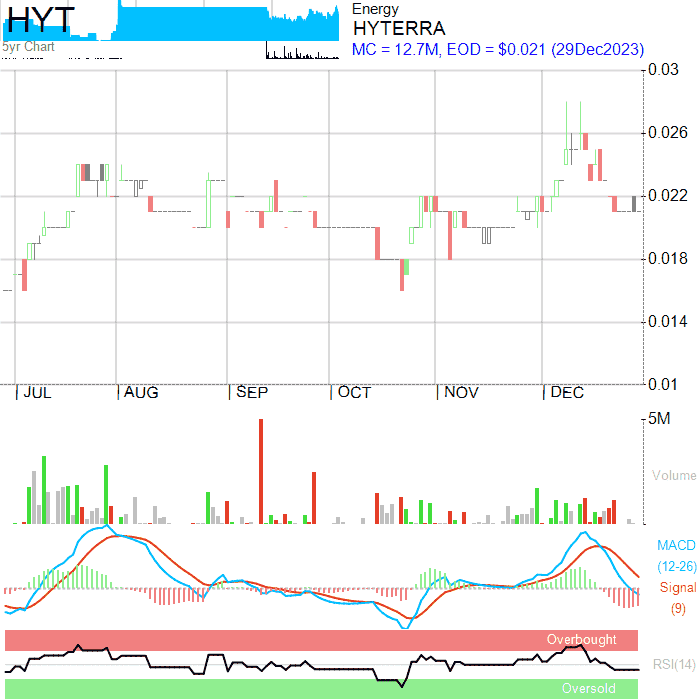 HYT
5yr Chart
Energy
HYTERRA
MC = 12.7M, EOD = $0.021 (29Dec2023)
0.03
0.026
0.022
0.018
0.014
0.01
JUL AUG SEP OCT NOV DEC
5M
Volume
MACD
(12-26)
Signal
(9)
Overbought
RSI(14)
Oversold